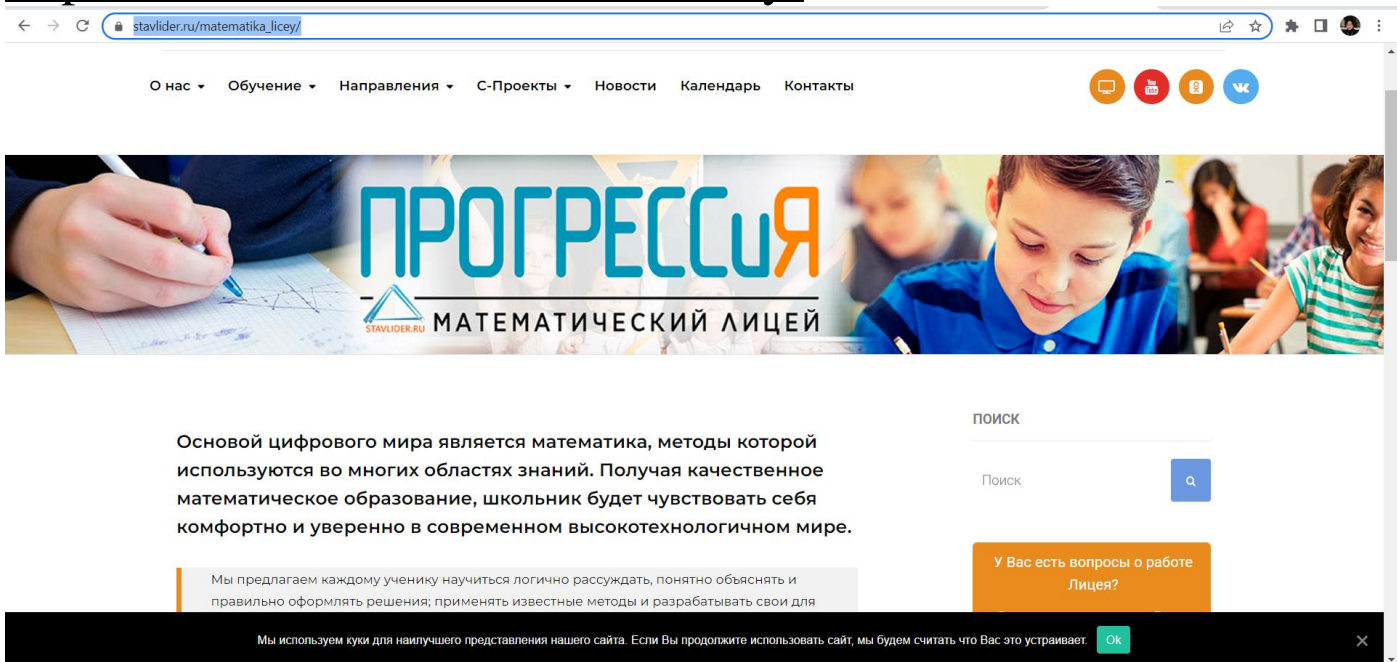 stavlider.ru/matematika_licey/
О нас Обучение Направления С-Проекты Новости Календарь Контакты
ПРОГРЕССиЯ
STAVLIDER.RU МАТЕМАТИЧЕСКИЙ ЛИЦЕЙ
Основой цифрового мира является математика, методы которой
используются во многих областях знаний. Получая качественное
математическое образование, школьник будет чувствовать себя
комфортно и уверенно в современном высокотехнологичном мире.
Мы предлагаем каждому ученику научиться логично рассуждать, понятно объяснять и
правильно оформлять решения; применять известные методы и разрабатывать свои для
ПОИСК
Поиск
У Вас есть вопросы о работе
Лицея?
Мы используем куки для наилучшего представления нашего сайта. Если Вы продолжите использовать сайт, мы будем считать что Вас это устраивает. Ok